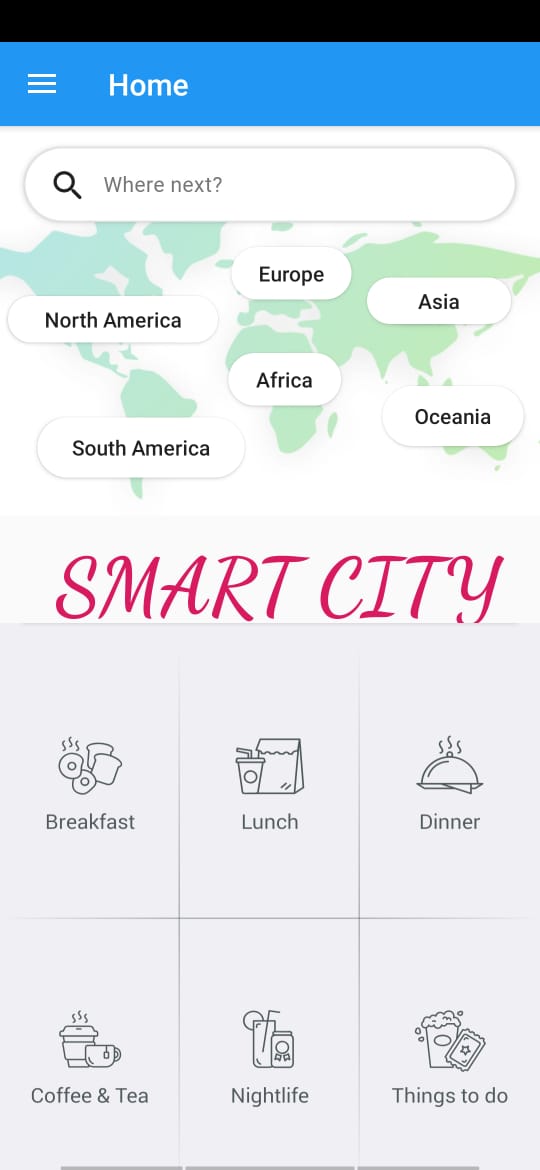 Home
Where next?
Europe
Asia
North America
Africa
Oceania
South America
SMART CITY
Breakfast
Lunch
Dinner
Coffee & Tea
Nightlife
Things to do